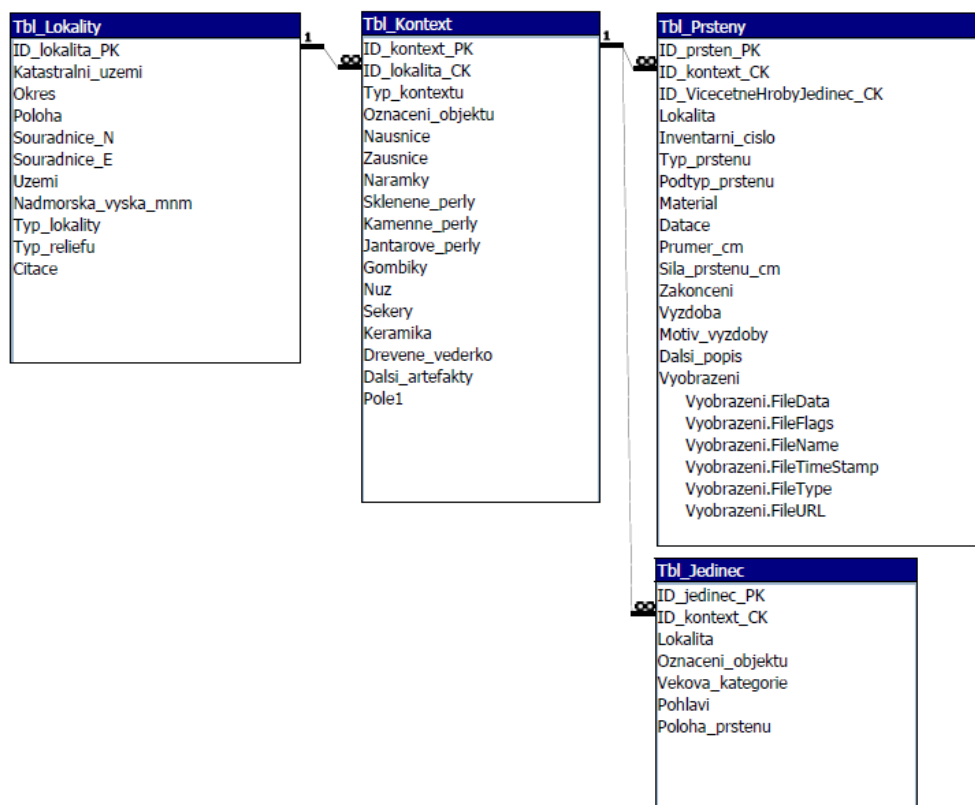 Tbl_Lokality
ID_lokalita_PK
Katastralni_uzemi
Okres
Poloha
Souradnice_N
Souradnice_E
Uzemi
Nadmorska_vyska_mnm
Typ_lokality
Typ_reliefu
Citace
1
∞
Tbl_Kontext
ID_kontext_PK
ID_lokalita_CK
Typ_kontextu
Oznaceni_objektu
Nausnice
Zausnice
Naramky
Sklenene_perly
Kamenne_perly
Jantarove_perly
Gombiky
Nuz
Sekery
Keramika
Drevene_vederko
Dalsi_artefakty
Pole1
1
∞
Tbl_Prsteny
ID_prsten_PK
ID_kontext_CK
ID_VicecetneHrobyJedinec_CK
Lokalita
Inventarni_cislo
Typ_prstenu
Podtyp_prstenu
Material
Datace
Prumer_cm
Sila_prstenu_cm
Zakonceni
Vyzdoba
Motiv_vyzdoby
Dalsi_popis
Vyobrazeni
Vyobrazeni.FileData
Vyobrazeni.FileFlags
Vyobrazeni.FileName
Vyobrazeni.FileTimeStamp
Vyobrazeni.FileType
Vyobrazeni.FileURL
∞
Tbl_Jedinec
ID_jedinec_PK
ID_kontext_CK
Lokalita
Oznaceni_objektu
Vekova_kategorie
Pohlavi
Poloha_prstenu